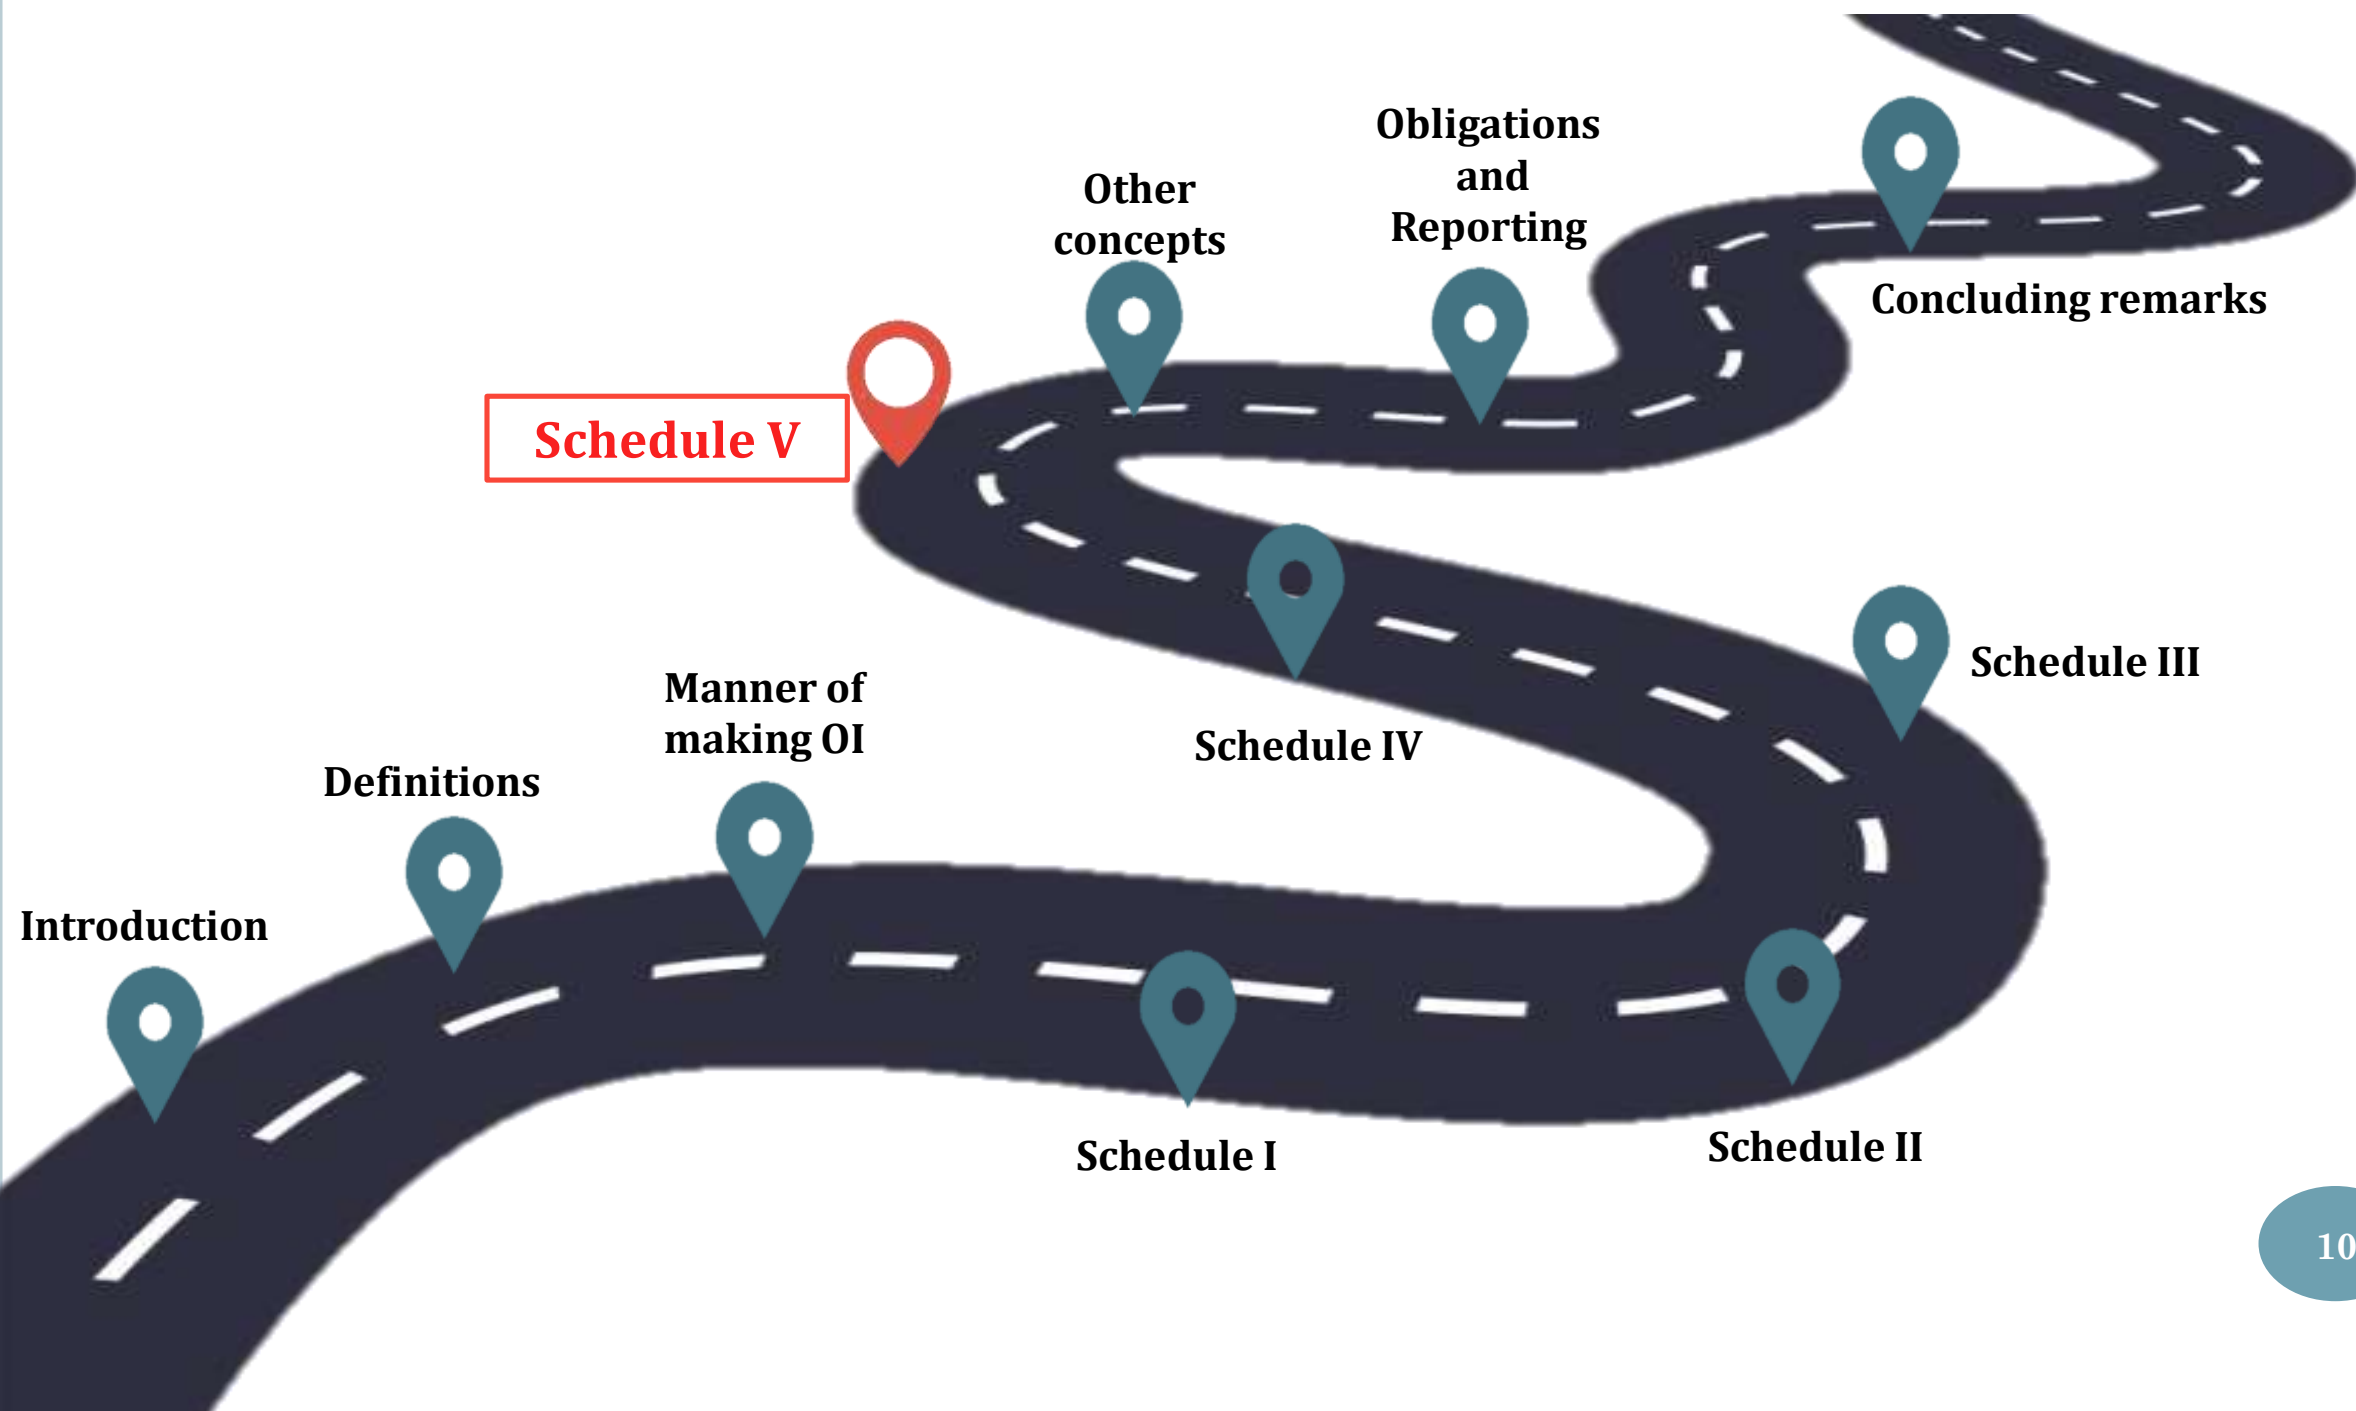 Obligations
and
Reporting
Other
concepts
Concluding remarks
Schedule V
Schedule III
Manner of
making OI
Schedule IV
Definitions
Introduction
Schedule I
Schedule II
10